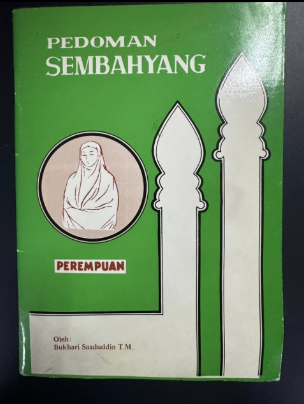 PEDOMAN
SEMBAHYANG
PEREMPUAN
Oleh:
Bukhari Saaduddin T.M.